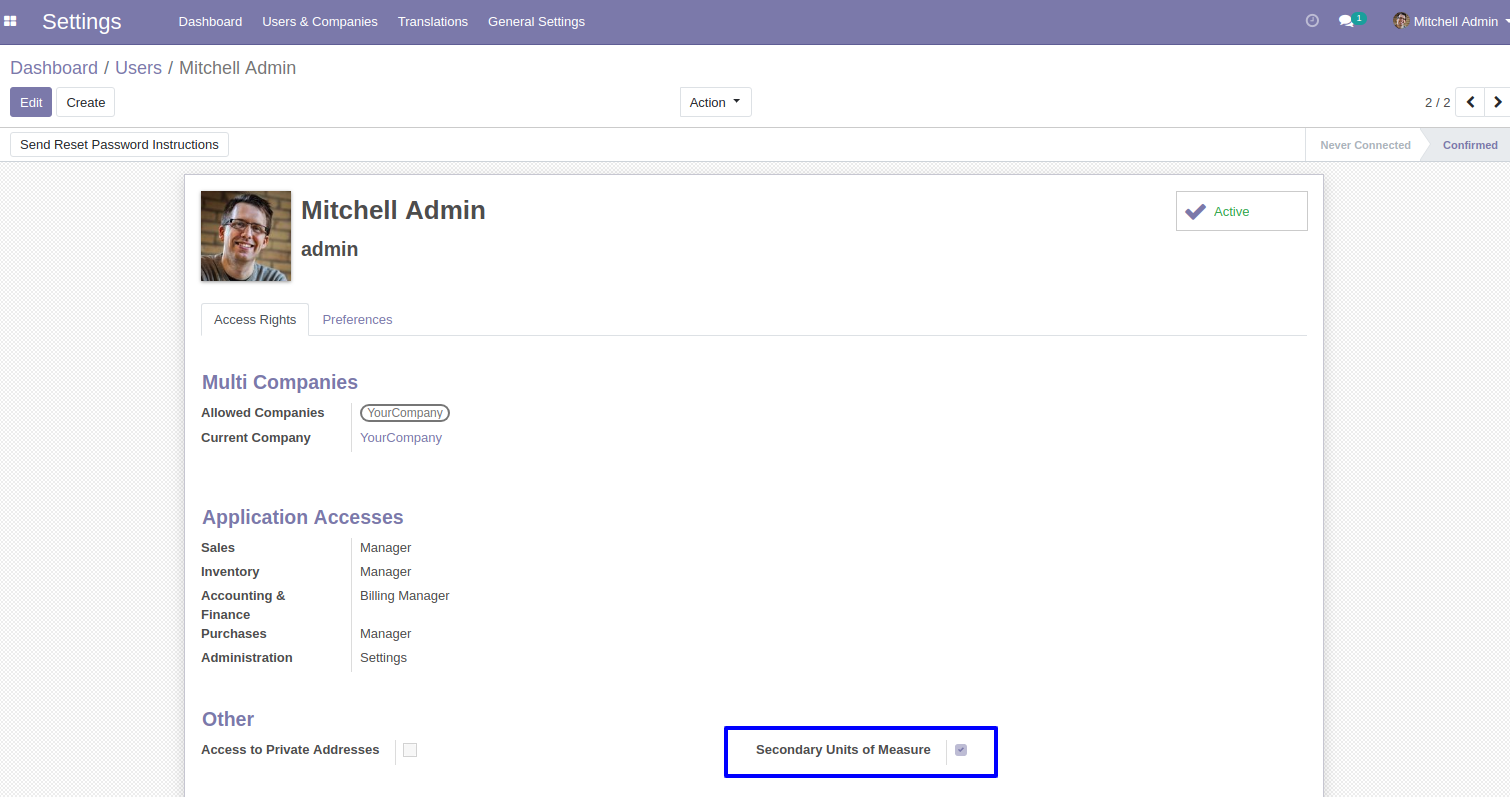 Settings Dashboard Users & Companies Translations General Settings 1 Mitchell Admin
Dashboard / Users / Mitchell Admin
Edit Create Action 2 / 2
Send Reset Password Instructions Never Connected Confirmed
Mitchell Admin
Active
admin
Access Rights Preferences
Multi Companies
Allowed Companies YourCompany
Current Company YourCompany
Application Accesses
Sales Manager
Inventory Manager
Accounting & Billing Manager
Finance
Purchases Manager
Administration Settings
Other
Access to Private Addresses Secondary Units of Measure